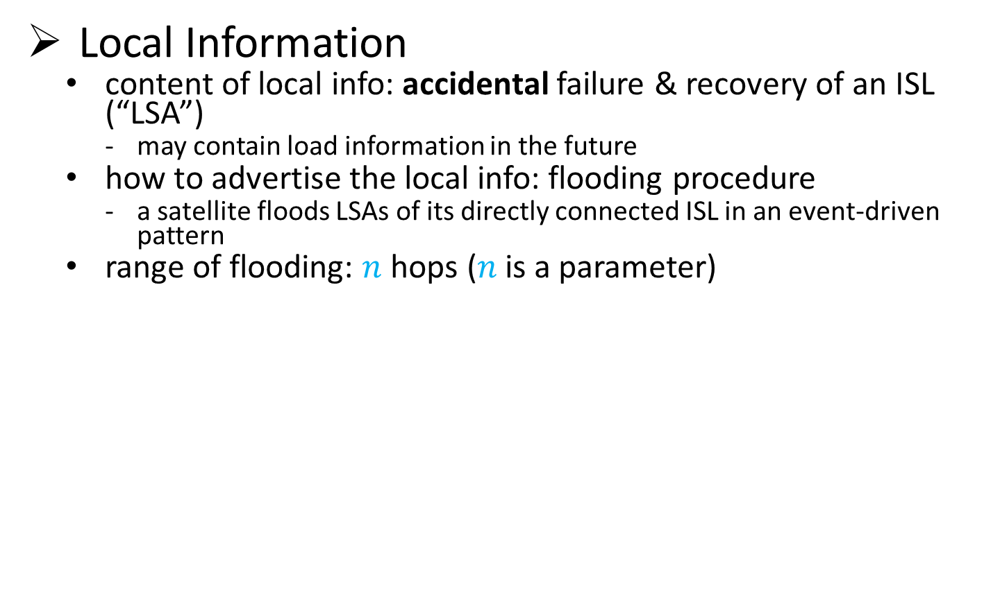 ➢ Local Information
• content of local info: accidental failure & recovery of an ISL
(“LSA”)
- may contain load information in the future
• how to advertise the local info: flooding procedure
- a satellite floods LSAs of its directly connected ISL in an event-driven
pattern
• range of flooding: n hops (n is a parameter)